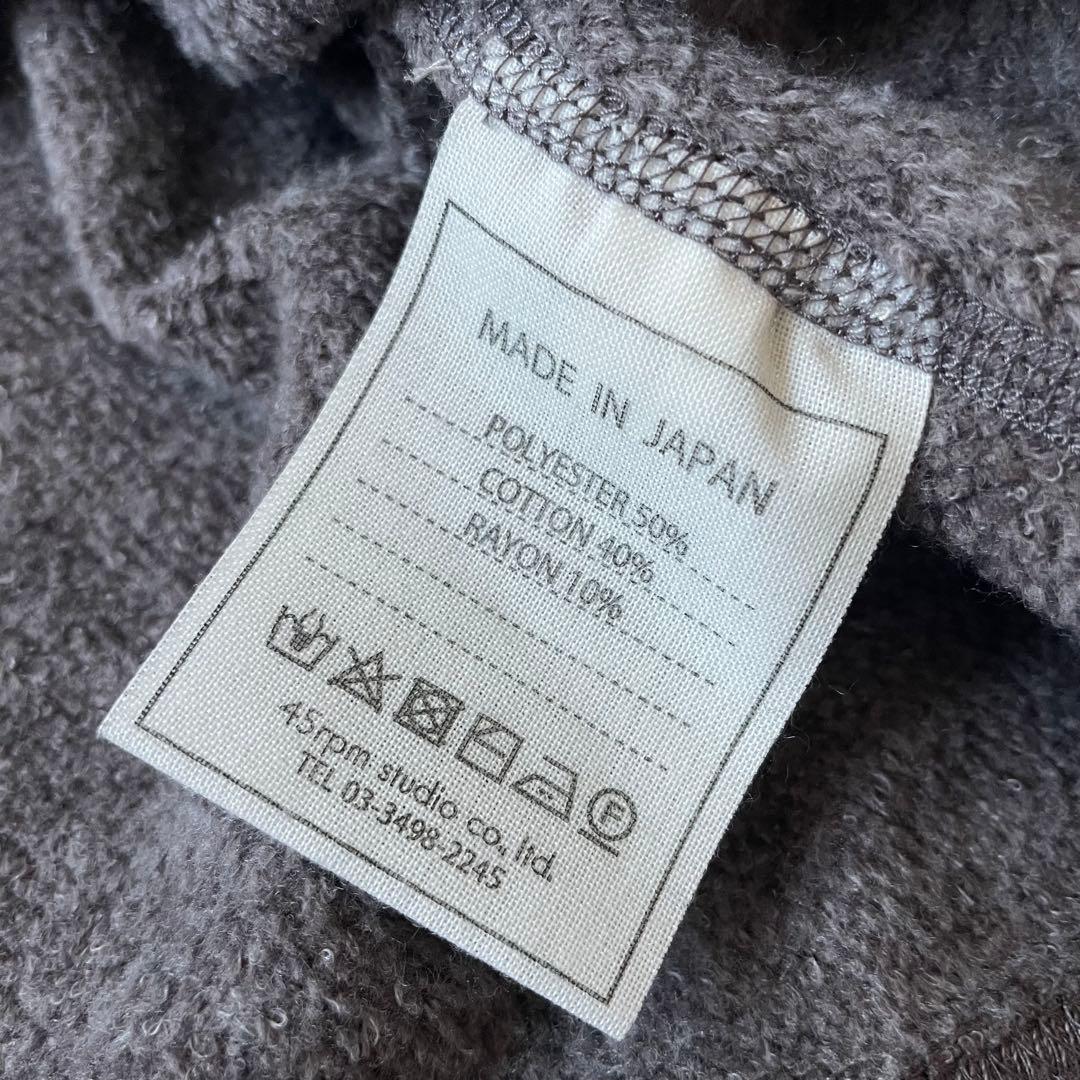 MADE IN JAPAN
POLYESTER 50%
COTTON 40%
RAYON 10%
F
45rpm studio co., ltd.
TEL 03-3498-2245